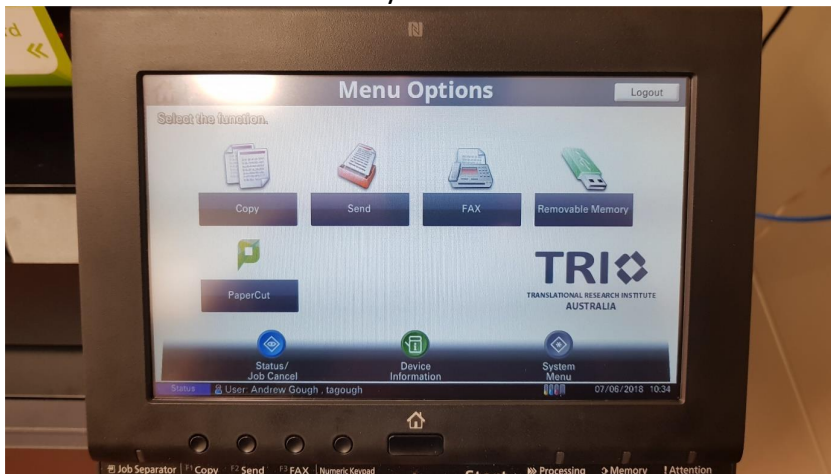 Menu Options
Logout
Select the function.
Copy
Send
FAX
Removable Memory
PaperCut
TRI
TRANSLATIONAL RESEARCH INSTITUTE
AUSTRALIA
Status/
Job Cancel
Device
Information
System
Menu
Status
User: Andrew Gough , tagough
07/06/2018 10:34
Job Separator
F1 Copy
F2 Send
F3 FAX
Numeric Keypad
Processing
Memory
Attention